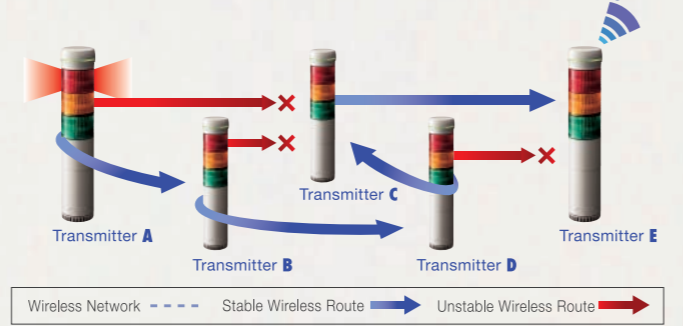 Transmitter C
Transmitter A
Transmitter E
Transmitter B
Transmitter D
Wireless Network
Stable Wireless Route
Unstable Wireless Route